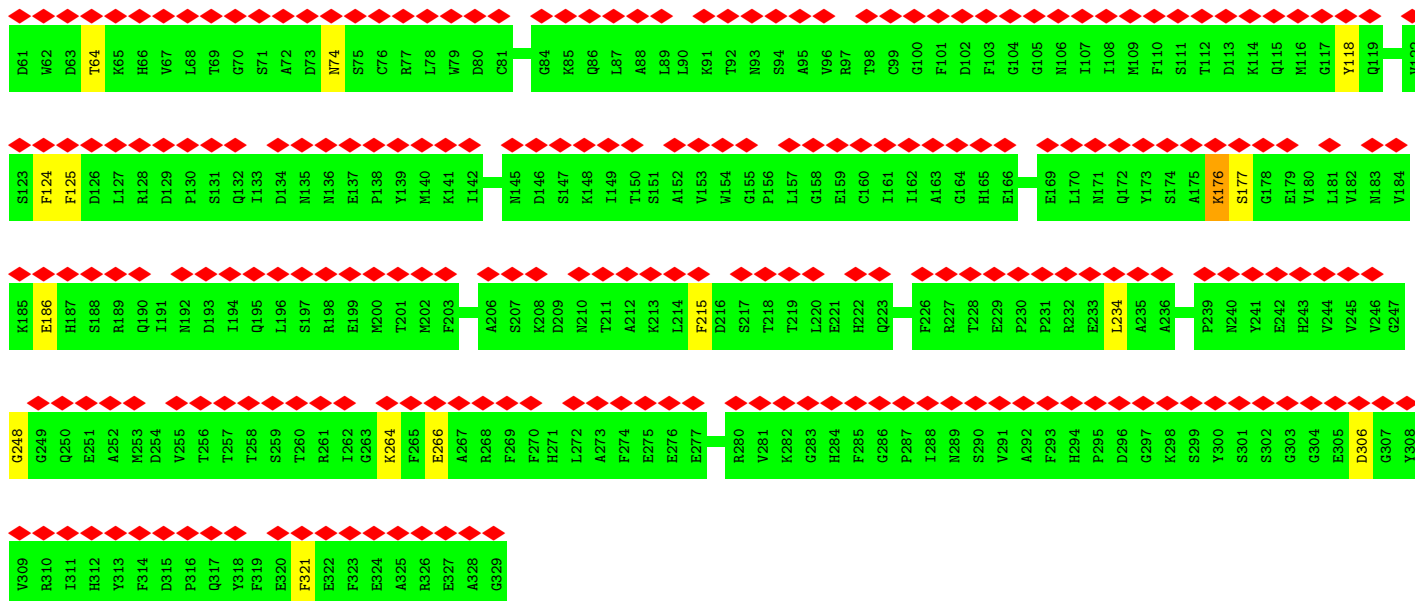 D61 W62 D63 T64 K65 H66 V67 L68 T69 G70 S71 A72 D73 N74 S75 C76 R77 L78 W79 D80 C81 G84 K85 Q86 L87 A88 L89 L90 K91 T92 N93 S94 A95 V96 R97 T98 C99 G100 F101 D102 F103 G104 G105 N106 I107 I108 M109 F110 S111 T112 D113 K114 Q115 M116 G117 Y118 Q119
S123 F124 F125 D126 L127 R128 D129 P130 S131 Q132 I133 D134 N135 N136 E137 P138 Y139 M140 K141 I142 N145 D146 S147 K148 I149 T150 S151 A152 V153 W154 G155 P156 L157 G158 E159 C160 I161 I162 A163 G164 H165 E166 E169 L170 N171 Q172 Y173 S174 A175 K176 S177 G178 E179 V180 L181 V182 N183 V184
K185 E186 H187 S188 R189 Q190 I191 N192 D193 I194 Q195 L196 S197 R198 E199 M200 T201 M202 F203 A206 S207 K208 D209 N210 T211 A212 K213 L214 F215 D216 S217 T218 T219 L220 E221 H222 Q223 F226 R227 T228 E229 P230 P231 R232 E233 L234 A235 A236 P239 N240 Y241 E242 H243 V244 V245 V246 G247
G248 G249 Q250 E251 A252 M253 D254 V255 T256 T257 T258 S259 T260 R261 I262 G263 K264 F265 E266 A267 R268 F269 F270 H271 L272 A273 F274 E275 E276 E277 R280 V281 K282 G283 H284 F285 G286 P287 I288 N289 S290 V291 A292 F293 H294 P295 D296 G297 K298 S299 Y300 S301 S302 G303 G304 E305 D306 G307 Y308
V309 R310 I311 H312 Y313 F314 D315 P316 Q317 Y318 F319 E320 F321 E322 F323 E324 A325 R326 E327 A328 G329